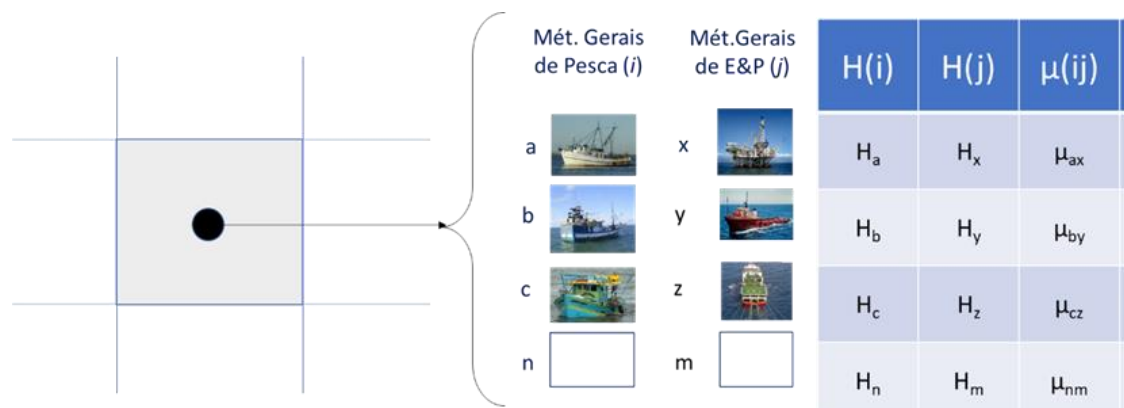 Mét. Gerais
de Pesca (i)
Mét.Gerais
de E&P (j)
a
x
b
y
c
z
n
m
H(i) H(j) μ(ij)
Ha Hx μax
Hb Hy μby
Hc Hz μcz
Hn Hm μnm